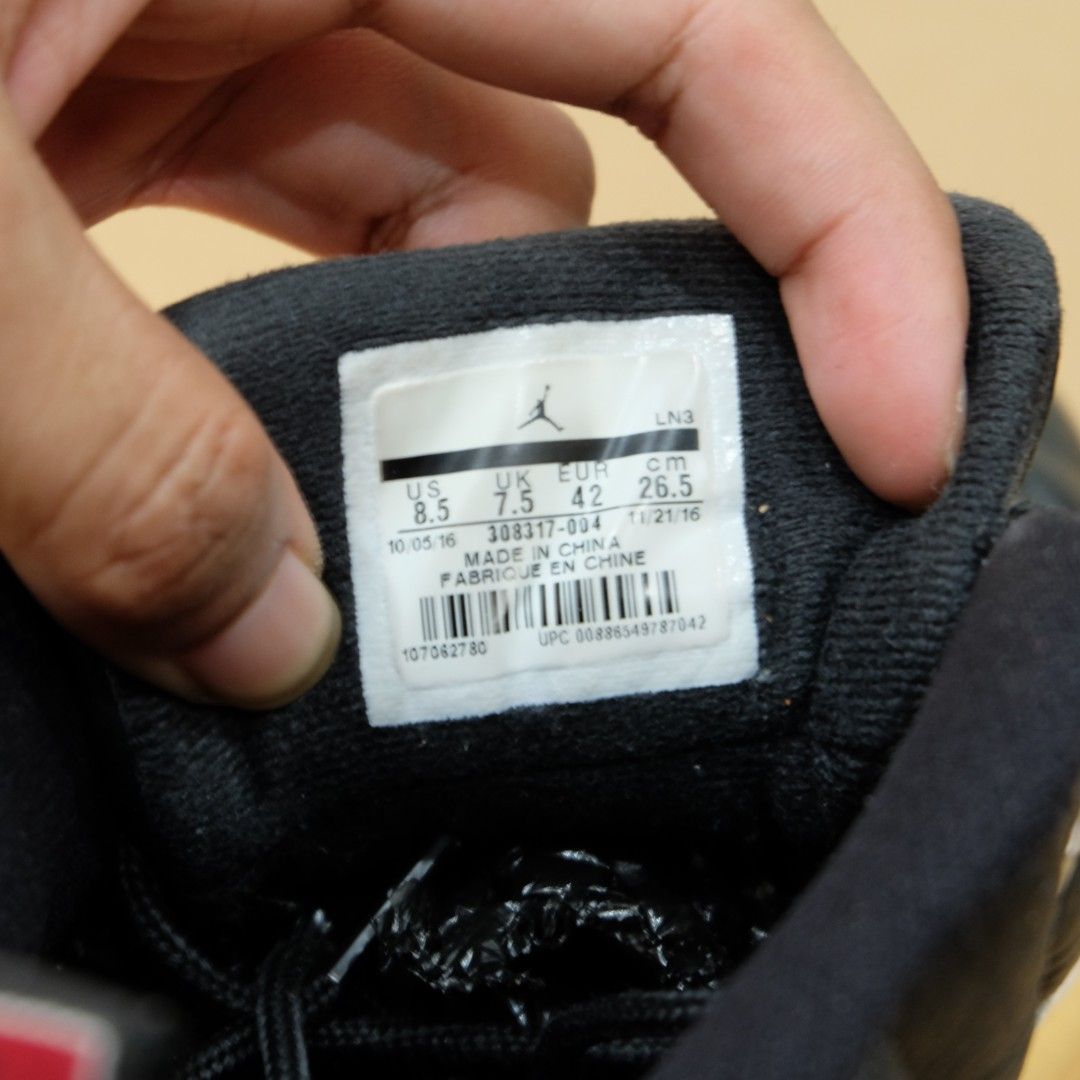 LN3
US UK EUR cm
8.5 7.5 42 26.5
10/05/16 308317-004 11/21/16
MADE IN CHINA
FABRIQUE EN CHINE
107062780 UPC 00886549787042